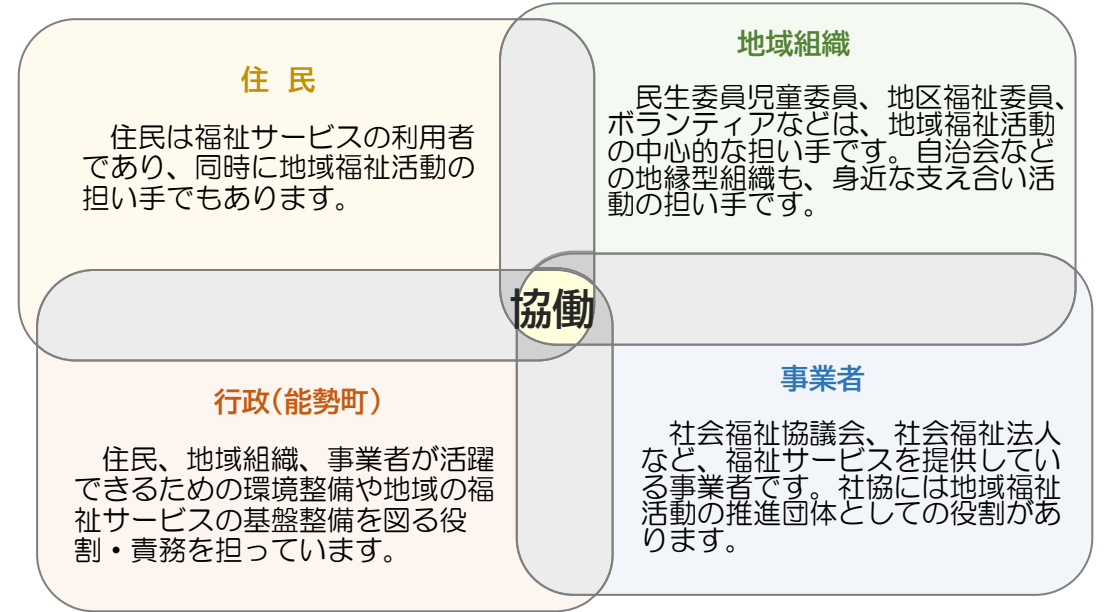 住 民
　住民は福祉サービスの利用者
であり、同時に地域福祉活動の
担い手でもあります。
地域組織
　民生委員児童委員、地区福祉委員、
ボランティアなどは、地域福祉活動
の中心的な担い手です。自治会など
の地縁型組織も、身近な支え合い活
動の担い手です。
協働
行政(能勢町)
　住民、地域組織、事業者が活躍
できるための環境整備や地域の福
祉サービスの基盤整備を図る役
割・責務を担っています。
事業者
　社会福祉協議会、社会福祉法人
など、福祉サービスを提供してい
る事業者です。社協には地域福祉
活動の推進団体としての役割があ
ります。